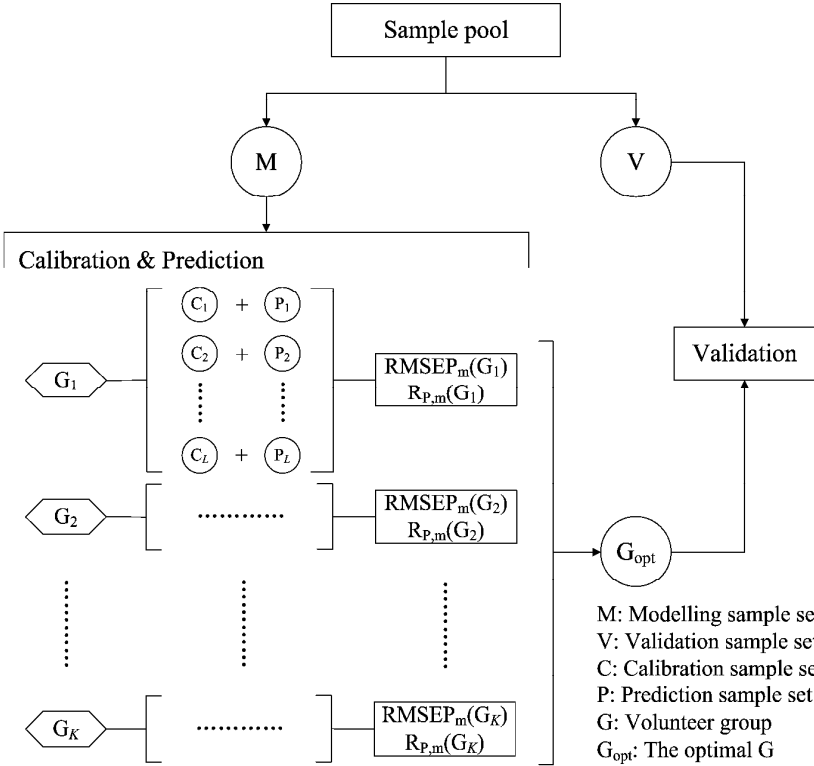 Sample pool
M
V
Calibration & Prediction
C1 + P1
C2 + P2
G1
RMSEPm(G1)
RP,m(G1)
Validation
CL + PL
G2
RMSEPm(G2)
RP,m(G2)
Gopt
M: Modelling sample se
V: Validation sample set
C: Calibration sample se
P: Prediction sample set
G: Volunteer group
Gopt: The optimal G
GK
RMSEPm(GK)
RP,m(GK)